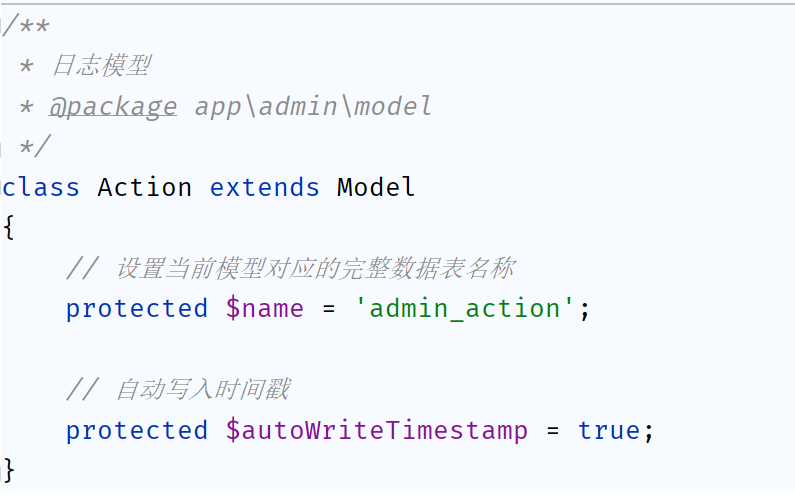 /**
 * 日志模型
 * @package app\admin\model
 */
class Action extends Model
{
    // 设置当前模型对应的完整数据表名称
    protected $name = 'admin_action';

    // 自动写入时间戳
    protected $autoWriteTimestamp = true;
}